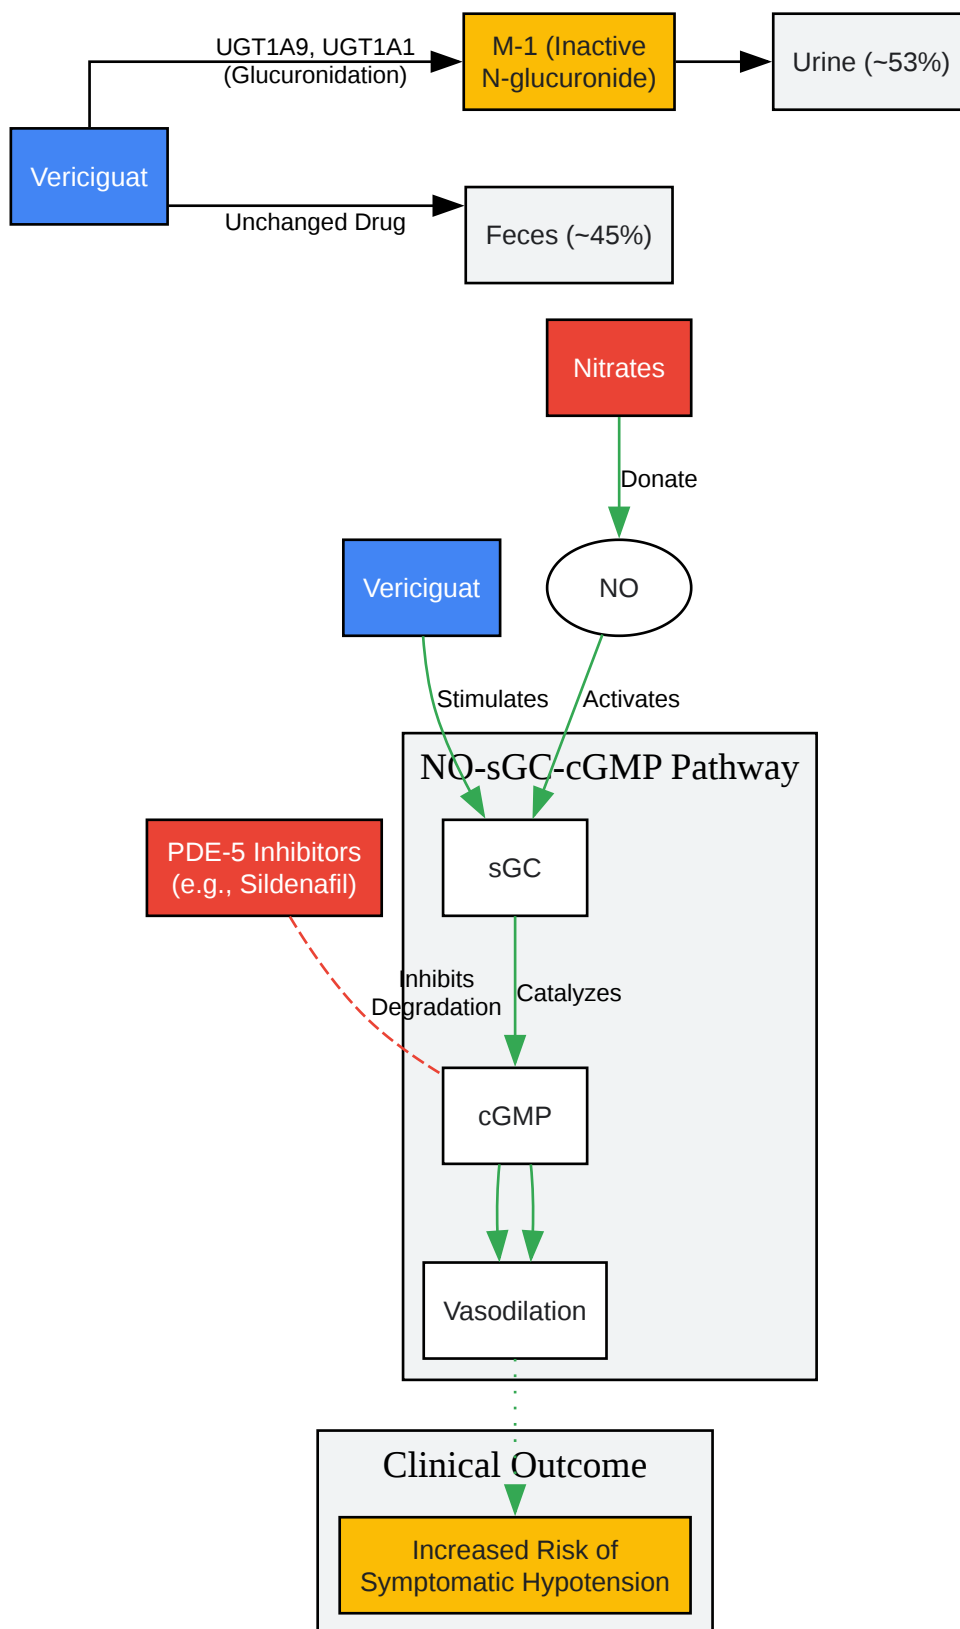 UGT1A9, UGT1A1
(Glucuronidation)
M-1 (Inactive
N-glucuronide)
Urine (~53%)
Vericiguat
Unchanged Drug
Feces (~45%)
Nitrates
Donate
Vericiguat
NO
Stimulates
Activates
NO-sGC-cGMP Pathway
PDE-5 Inhibitors
(e.g., Sildenafil)
sGC
Inhibits
Degradation
Catalyzes
cGMP
Vasodilation
Clinical Outcome
Increased Risk of
Symptomatic Hypotension